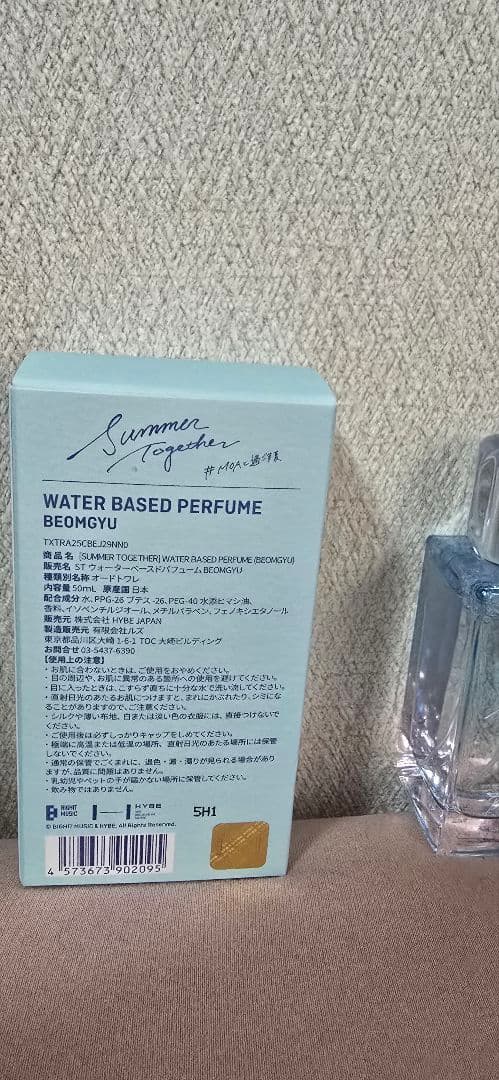 Summer
Together
#MOAと過ごす夏
WATER BASED PERFUME
BEOMGYU
TXTRA25CBEJ29NN0
商品名 [SUMMER TOGETHER] WATER BASED PERFUME (BEOMGYU)
販売名 ST ウォーターベースドパフューム BEOMGYU
種類別名称 オードトワレ
内容量 50mL 原産国 日本
配合成分 水、PPG-26 ブテス-26、PEG-40 水添ヒマシ油、
香料、イソペンチルジオール、メチルパラベン、フェノキシエタノール
販売元 株式会社 HYBE JAPAN
製造販売元 有限会社ルズ
東京都品川区大崎 1-6-1 TOC 大崎ビルディング
お問合せ 03-5437-6390
【使用上の注意】
・お肌に合わないときは、ご使用をおやめください。
・目の周辺や、お肌に異常のある箇所への使用を避けてください。
・目に入ったときは、こすらず直ちに十分な水で洗い流してください。
・直射日光のあたるお肌につけますと、まれにかぶれたり、シミにな
ることがありますので、ご注意ください。
・シルクや薄い布地、白または淡い色の衣服には、直接つけないで
ください。
・ご使用後は必ずしっかりキャップをしめてください。
・極端に高温または低温の場所、直射日光のあたる場所には保管
しないでください。
・通常の保管でごくまれに、退色・澱・濁りが見られる場合があり
ますが、品質に問題はありません。
・乳幼児やペットの手が届かない場所に保管してください。
・飲み物ではありません。
BIGHIT
MUSIC
HYBE
5H1
© BIGHIT MUSIC & HYBE. All Rights Reserved.
4 573673 902095